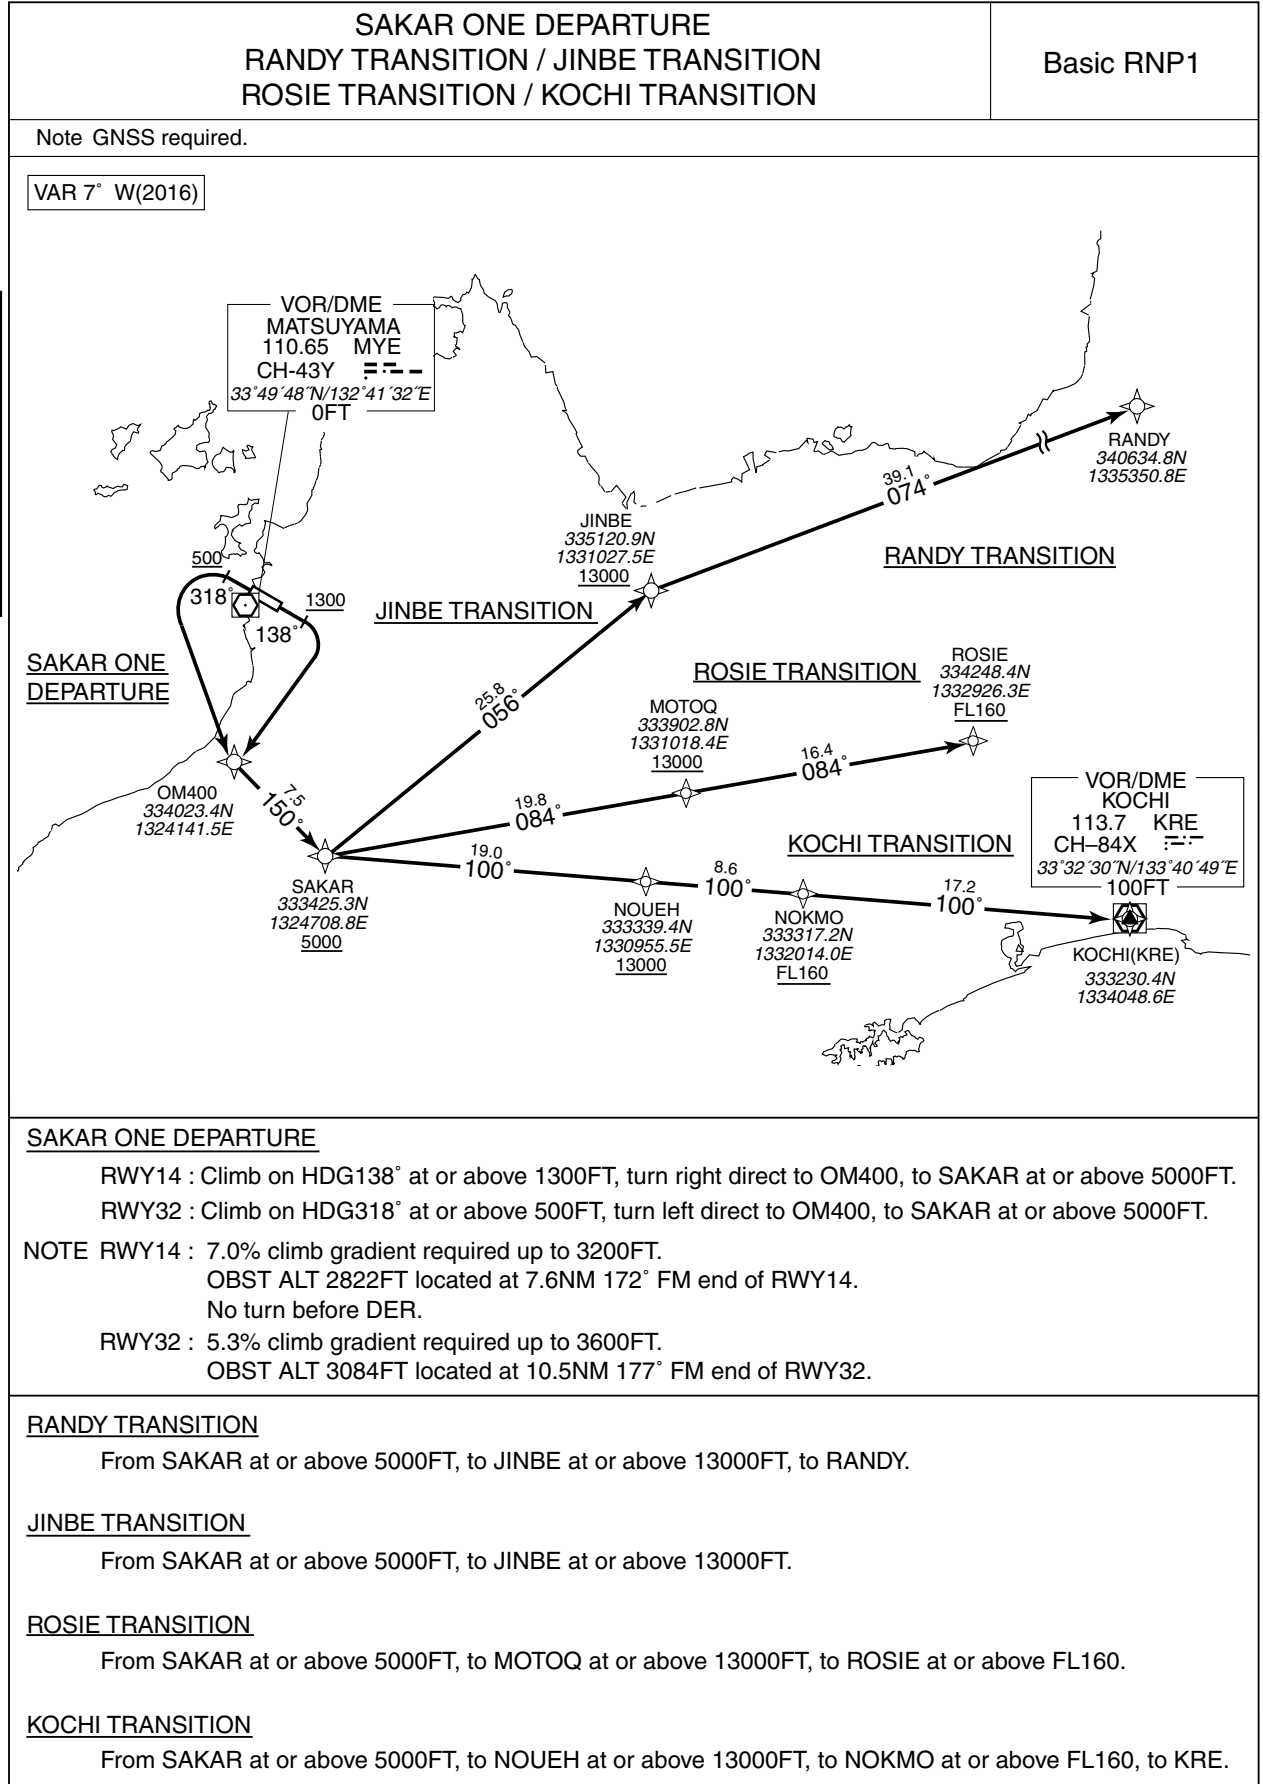 SAKAR ONE DEPARTURE
RANDY TRANSITION / JINBE TRANSITION
ROSIE TRANSITION / KOCHI TRANSITION
Basic RNP1
Note GNSS required.
VAR 7° W(2016)
VOR/DME
MATSUYAMA
110.65 MYE
CH-43Y
33°49´48˝N/132°41´32˝E
0FT
RANDY
340634.8N
1335350.8E
39.1
074°
RANDY TRANSITION
JINBE
335120.9N
1331027.5E
13000
JINBE TRANSITION
500
318°
1300
138°
SAKAR ONE
DEPARTURE
25.8
056°
ROSIE TRANSITION
ROSIE
334248.4N
1332926.3E
FL160
MOTOQ
333902.8N
1331018.4E
13000
16.4
084°
19.8
084°
OM400
334023.4N
1324141.5E
7.5
150°
VOR/DME
KOCHI
113.7 KRE
CH–84X
33°32´30˝N/133°40´49˝E
100FT
KOCHI TRANSITION
19.0
100°
8.6
100°
17.2
100°
SAKAR
333425.3N
1324708.8E
5000
NOUEH
333339.4N
1330955.5E
13000
NOKMO
333317.2N
1332014.0E
FL160
KOCHI(KRE)
333230.4N
1334048.6E
SAKAR ONE DEPARTURE
RWY14 : Climb on HDG138° at or above 1300FT, turn right direct to OM400, to SAKAR at or above 5000FT.
RWY32 : Climb on HDG318° at or above 500FT, turn left direct to OM400, to SAKAR at or above 5000FT.
NOTE RWY14 : 7.0% climb gradient required up to 3200FT.
OBST ALT 2822FT located at 7.6NM 172° FM end of RWY14.
No turn before DER.
RWY32 : 5.3% climb gradient required up to 3600FT.
OBST ALT 3084FT located at 10.5NM 177° FM end of RWY32.
RANDY TRANSITION
From SAKAR at or above 5000FT, to JINBE at or above 13000FT, to RANDY.
JINBE TRANSITION
From SAKAR at or above 5000FT, to JINBE at or above 13000FT.
ROSIE TRANSITION
From SAKAR at or above 5000FT, to MOTOQ at or above 13000FT, to ROSIE at or above FL160.
KOCHI TRANSITION
From SAKAR at or above 5000FT, to NOUEH at or above 13000FT, to NOKMO at or above FL160, to KRE.